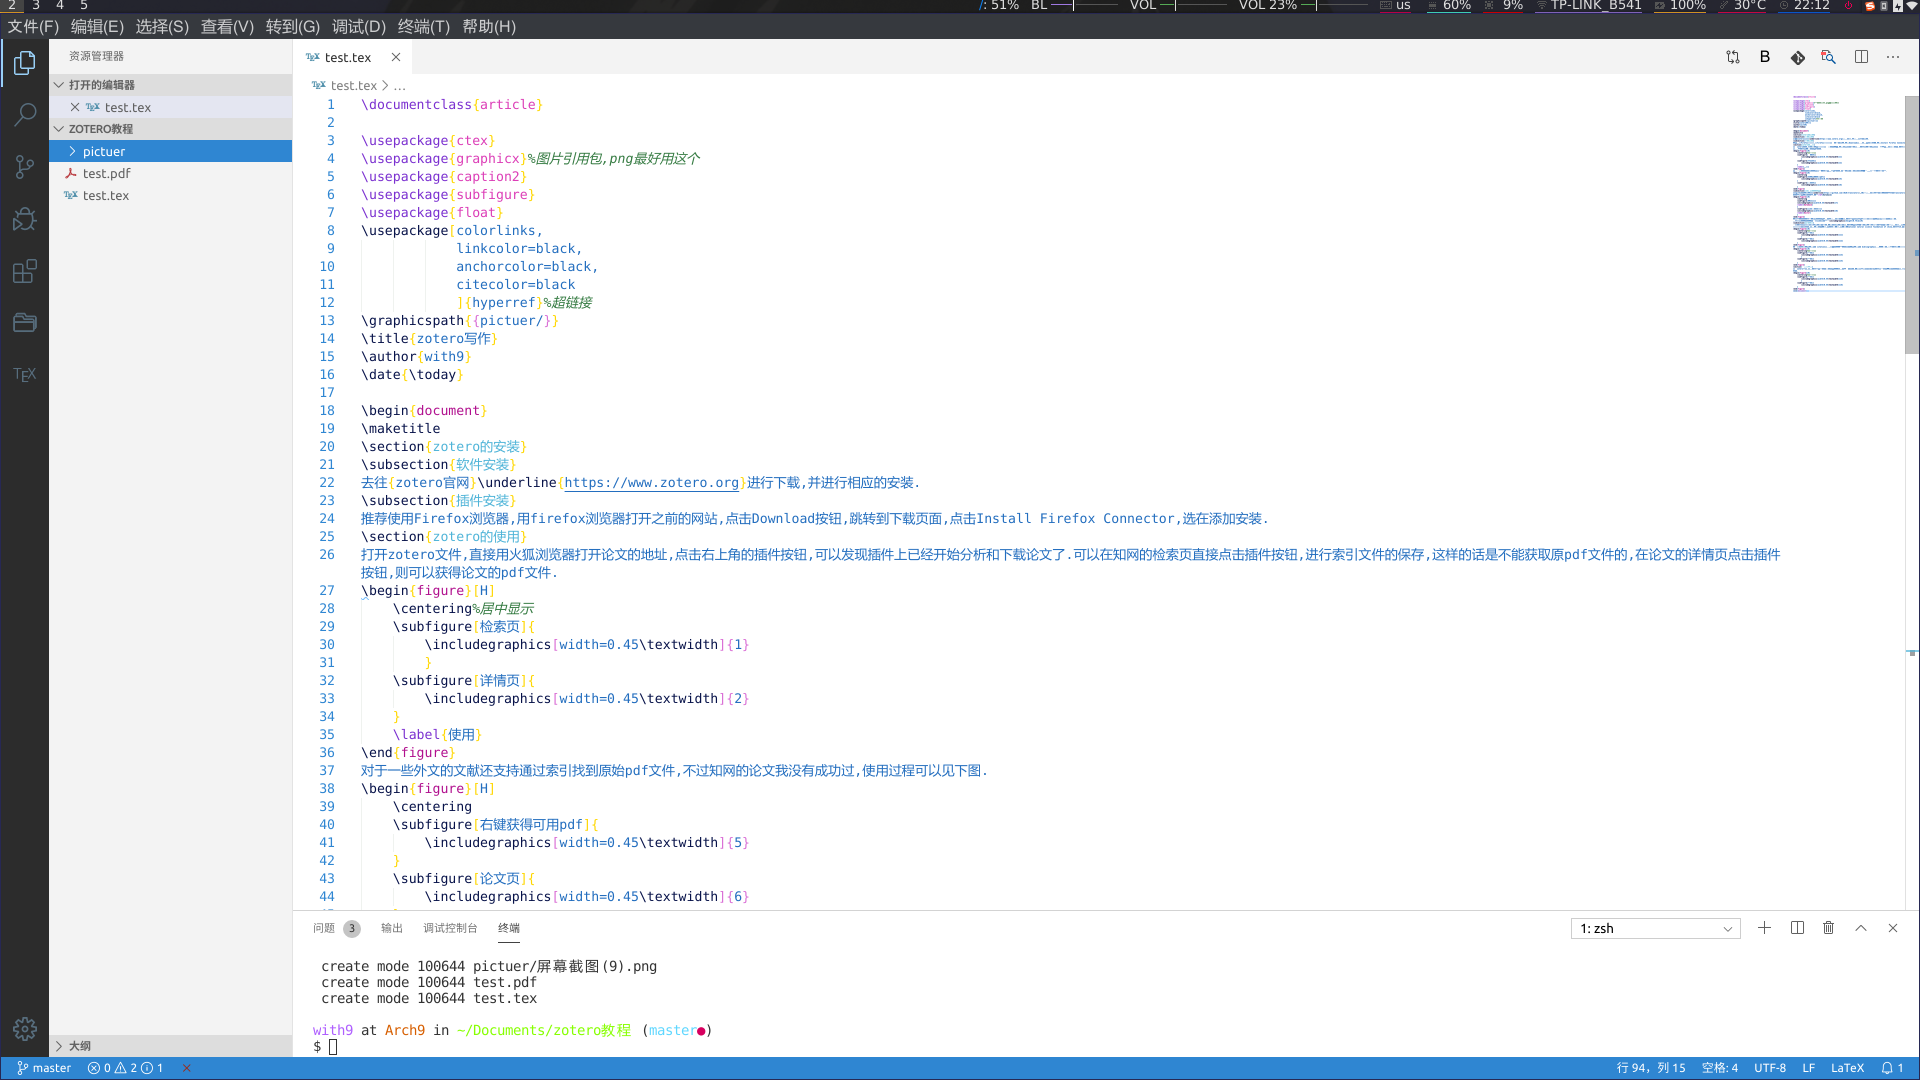 2 3 4 5 /: 51% BL VOL VOL 23% us 60% 9% TP-LINK_B541 100% 30°C 22:12
文件(F) 编辑(E) 选择(S) 查看(V) 转到(G) 调试(D) 终端(T) 帮助(H)
资源管理器
打开的编辑器
test.tex
ZOTERO教程
pictuer
test.pdf
test.tex
大纲
TEX test.tex
B
TEX test.tex > ...
1 \documentclass{article}
2
3 \usepackage{ctex}
4 \usepackage{graphicx}%图片引用包,png最好用这个
5 \usepackage{caption2}
6 \usepackage{subfigure}
7 \usepackage{float}
8 \usepackage[colorlinks,
9 linkcolor=black,
10 anchorcolor=black,
11 citecolor=black
12 ]{hyperref}%超链接
13 \graphicspath{{pictuer/}}
14 \title{zotero写作}
15 \author{with9}
16 \date{\today}
17
18 \begin{document}
19 \maketitle
20 \section{zotero的安装}
21 \subsection{软件安装}
22 去往{zotero官网}\underline{https://www.zotero.org}进行下载,并进行相应的安装.
23 \subsection{插件安装}
24 推荐使用Firefox浏览器,用firefox浏览器打开之前的网站,点击Download按钮,跳转到下载页面,点击Install Firefox Connector,选在添加安装.
25 \section{zotero的使用}
26 打开zotero文件,直接用火狐浏览器打开论文的地址,点击右上角的插件按钮,可以发现插件上已经开始分析和下载论文了.可以在知网的检索页直接点击插件按钮,进行索引文件的保存,这样的话是不能获取原pdf文件的,在论文的详情页点击插件
按钮,则可以获得论文的pdf文件.
27 \begin{figure}[H]
28 \centering%居中显示
29 \subfigure[检索页]{
30 \includegraphics[width=0.45\textwidth]{1}
31 }
32 \subfigure[详情页]{
33 \includegraphics[width=0.45\textwidth]{2}
34 }
35 \label{使用}
36 \end{figure}
37 对于一些外文的文献还支持通过索引找到原始pdf文件,不过知网的论文我没有成功过,使用过程可以见下图.
38 \begin{figure}[H]
39 \centering
40 \subfigure[右键获得可用pdf]{
41 \includegraphics[width=0.45\textwidth]{5}
42 }
43 \subfigure[论文页]{
44 \includegraphics[width=0.45\textwidth]{6}
问题 3 输出 调试控制台 终端 1: zsh
create mode 100644 pictuer/屏幕截图(9).png
create mode 100644 test.pdf
create mode 100644 test.tex
with9 at Arch9 in ~/Documents/zotero教程 (master●)
$
master 0 2 1 行 94，列 15 空格: 4 UTF-8 LF LaTeX 1